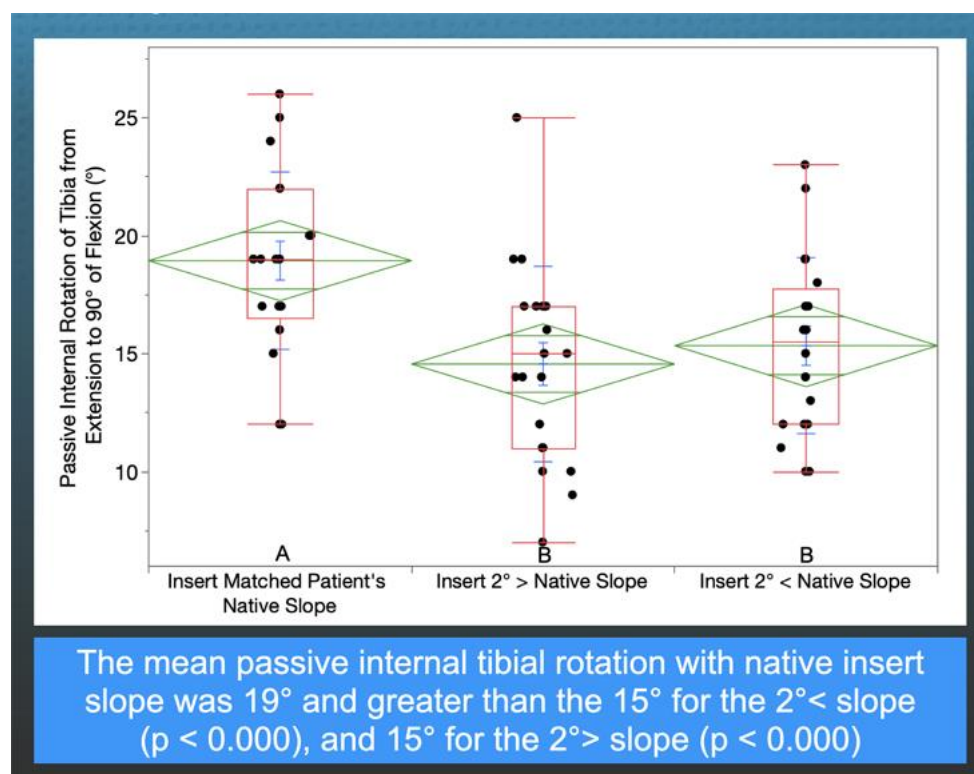 Passive Internal Rotation of Tibia from
Extension to 90° of Flexion (°)
25
20
15
10
A
B
B
Insert Matched Patient's
Native Slope
Insert 2° > Native Slope
Insert 2° < Native Slope
The mean passive internal tibial rotation with native insert
slope was 19° and greater than the 15° for the 2°< slope
(p < 0.000), and 15° for the 2°> slope (p < 0.000)